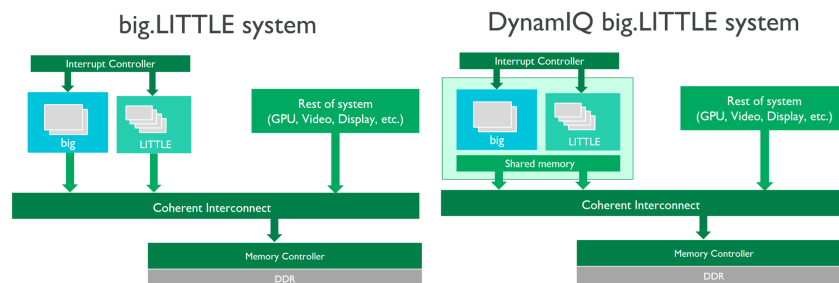 big.LITTLE system
Interrupt Controller
big
LITTLE
Rest of system
(GPU, Video, Display, etc.)
Coherent Interconnect
Memory Controller
DDR
DynamIQ big.LITTLE system
Interrupt Controller
big
LITTLE
Shared memory
Rest of system
(GPU, Video, Display, etc.)
Coherent Interconnect
Memory Controller
DDR